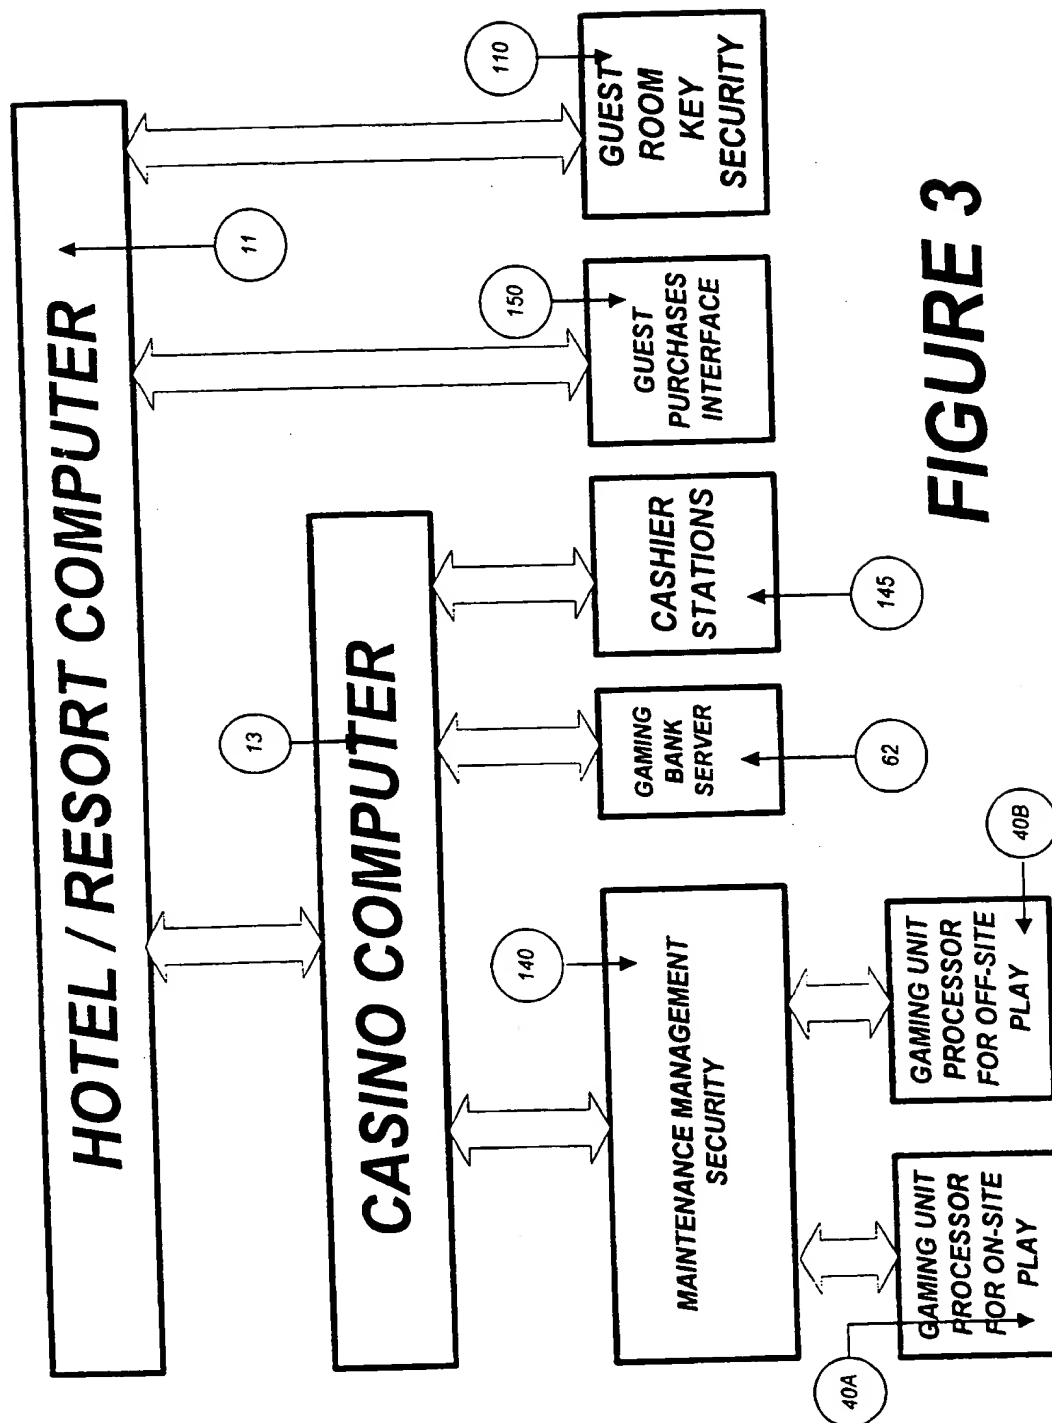 HOTEL / RESORT COMPUTER
11
13
CASINO COMPUTER
140
MAINTENANCE MANAGEMENT
SECURITY
GAMING
BANK
SERVER
62
CASHIER
STATIONS
145
150
GUEST
PURCHASES
INTERFACE
110
GUEST
ROOM
KEY
SECURITY
40A
GAMING UNIT
PROCESSOR
FOR ON-SITE
PLAY
GAMING UNIT
PROCESSOR
FOR OFF-SITE
PLAY
40B
FIGURE 3